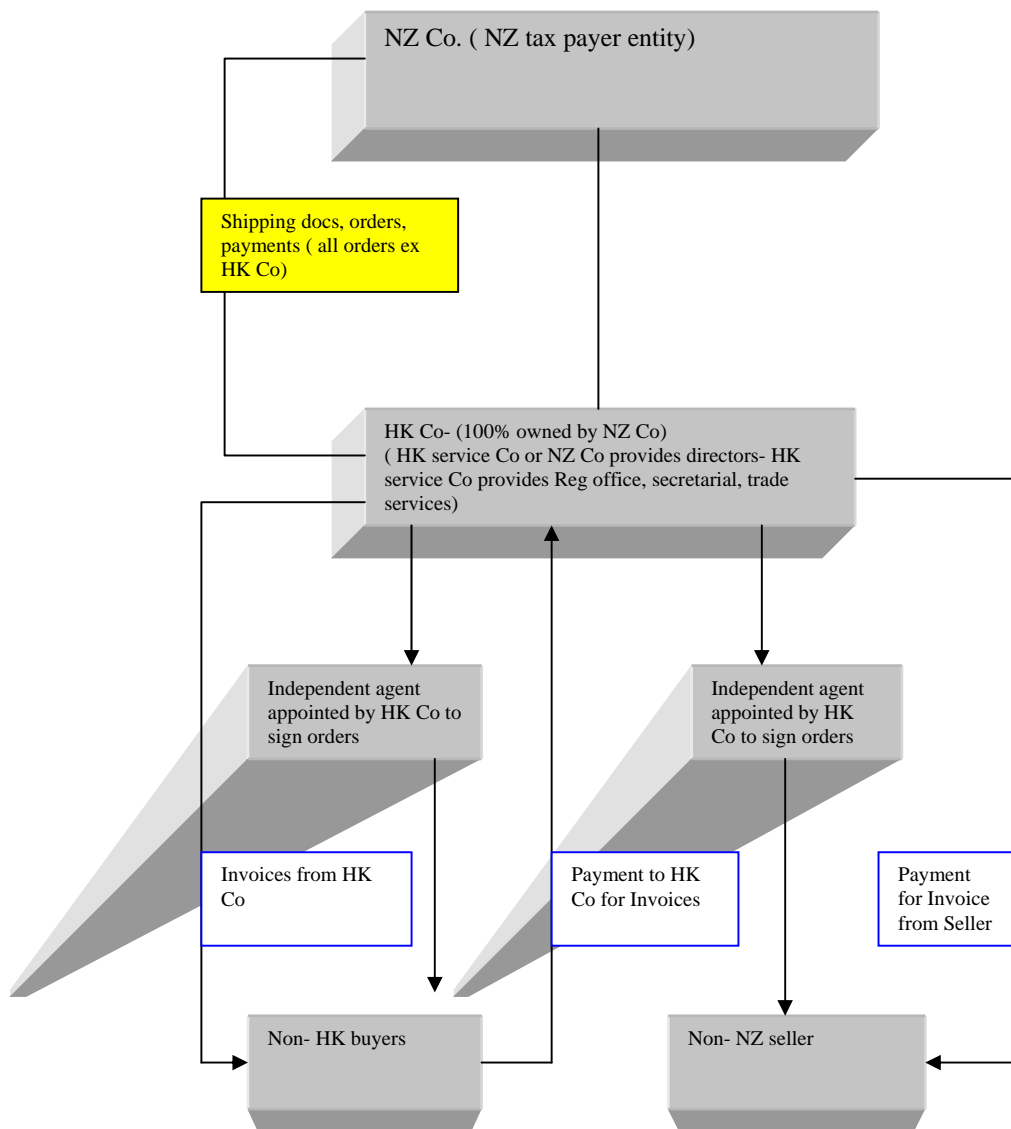 NZ Co. ( NZ tax payer entity)
Shipping docs, orders,
payments ( all orders ex
HK Co)
HK Co- (100% owned by NZ Co)
( HK service Co or NZ Co provides directors- HK
service Co provides Reg office, secretarial, trade
services)
Independent agent
appointed by HK Co to
sign orders
Independent agent
appointed by HK
Co to sign orders
Invoices from HK
Co
Payment to HK
Co for Invoices
Payment
for Invoice
from Seller
Non- HK buyers
Non- NZ seller